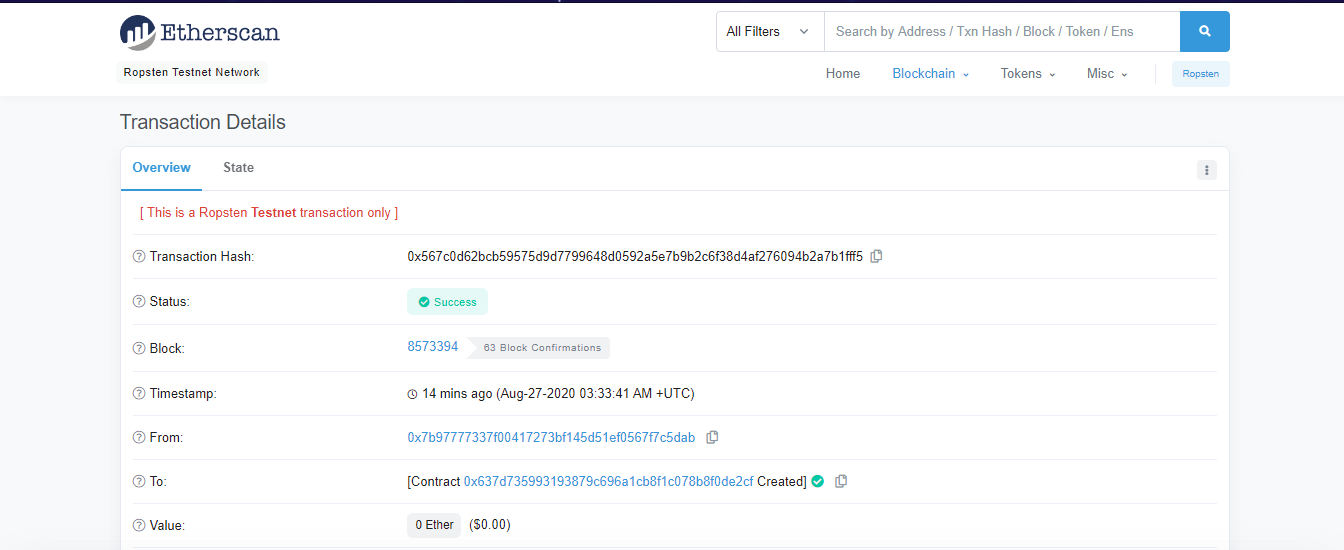 Etherscan
All Filters
Search by Address / Txn Hash / Block / Token / Ens
Ropsten Testnet Network
Home Blockchain Tokens Misc Ropsten
Transaction Details
Overview State
[ This is a Ropsten Testnet transaction only ]
Transaction Hash: 0x567c0d62bcb59575d9d7799648d0592a5e7b9b2c6f38d4af276094b2a7b1fff5
Status: Success
Block: 8573394 63 Block Confirmations
Timestamp: 14 mins ago (Aug-27-2020 03:33:41 AM +UTC)
From: 0x7b97777337f00417273bf145d51ef0567f7c5dab
To: [Contract 0x637d735993193879c696a1cb8f1c078b8f0de2cf Created]
Value: 0 Ether ($0.00)